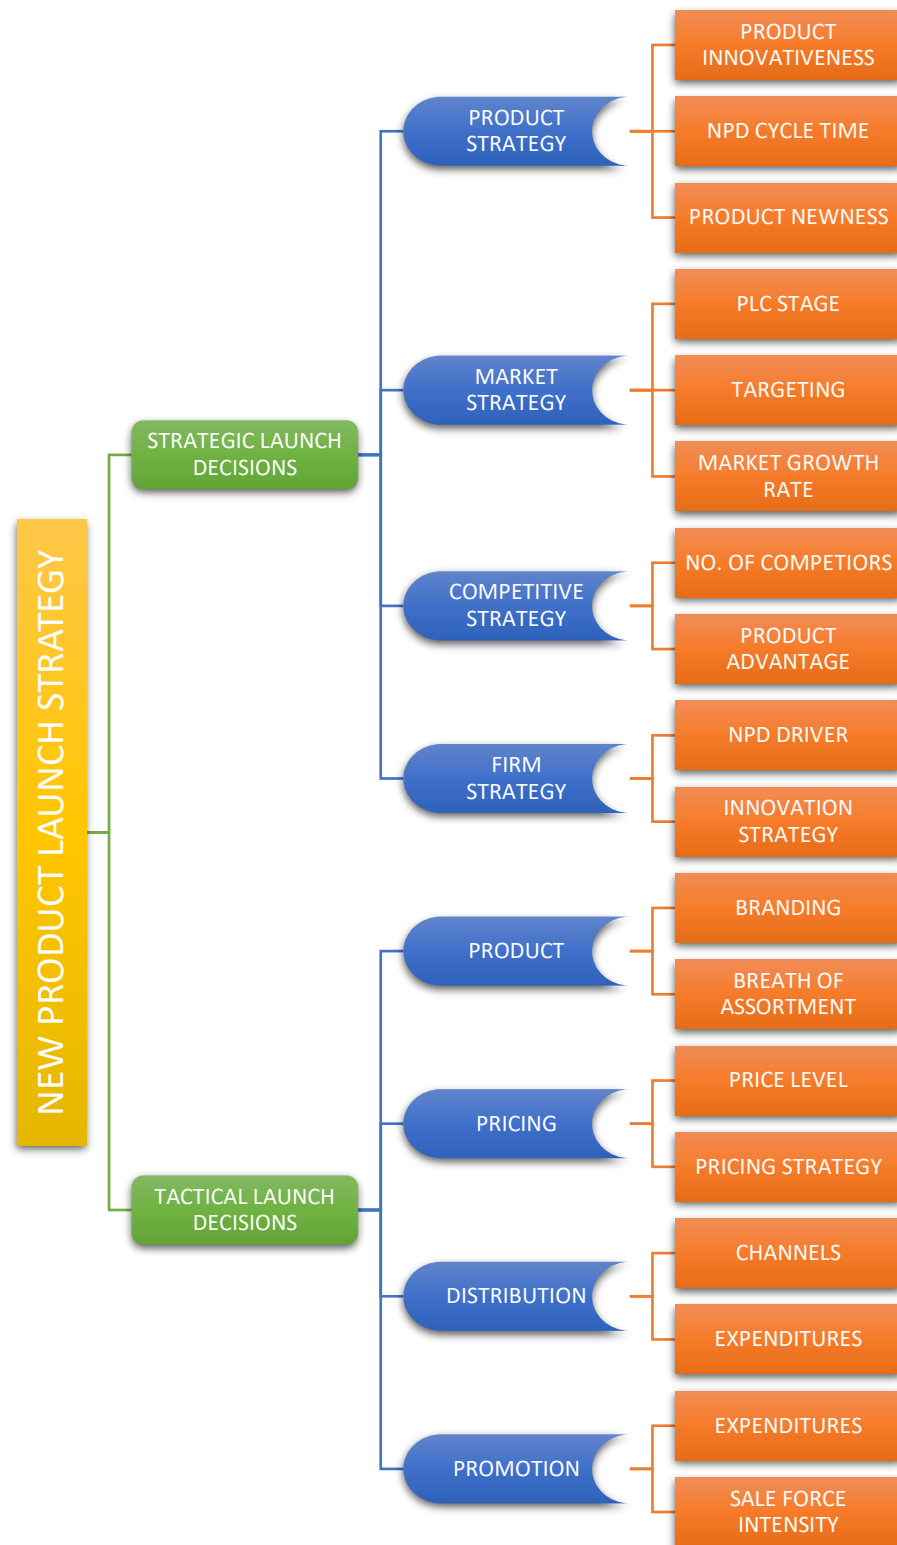 NEW PRODUCT LAUNCH STRATEGY
STRATEGIC LAUNCH
DECISIONS
PRODUCT
STRATEGY
PRODUCT
INNOVATIVENESS
NPD CYCLE TIME
PRODUCT NEWNESS
MARKET
STRATEGY
PLC STAGE
TARGETING
MARKET GROWTH
RATE
COMPETITIVE
STRATEGY
NO. OF COMPETIORS
PRODUCT
ADVANTAGE
FIRM
STRATEGY
NPD DRIVER
INNOVATION
STRATEGY
TACTICAL LAUNCH
DECISIONS
PRODUCT
BRANDING
BREATH OF
ASSORTMENT
PRICING
PRICE LEVEL
PRICING STRATEGY
DISTRIBUTION
CHANNELS
EXPENDITURES
PROMOTION
EXPENDITURES
SALE FORCE
INTENSITY